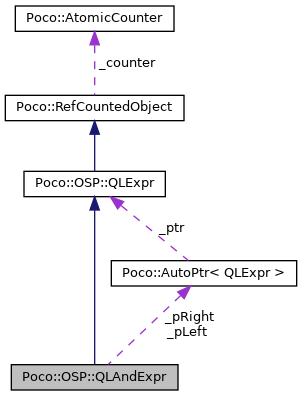 Poco::AtomicCounter
_counter
Poco::RefCountedObject
Poco::OSP::QLExpr
_ptr
Poco::AutoPtr< QLExpr >
_pRight
_pLeft
Poco::OSP::QLAndExpr